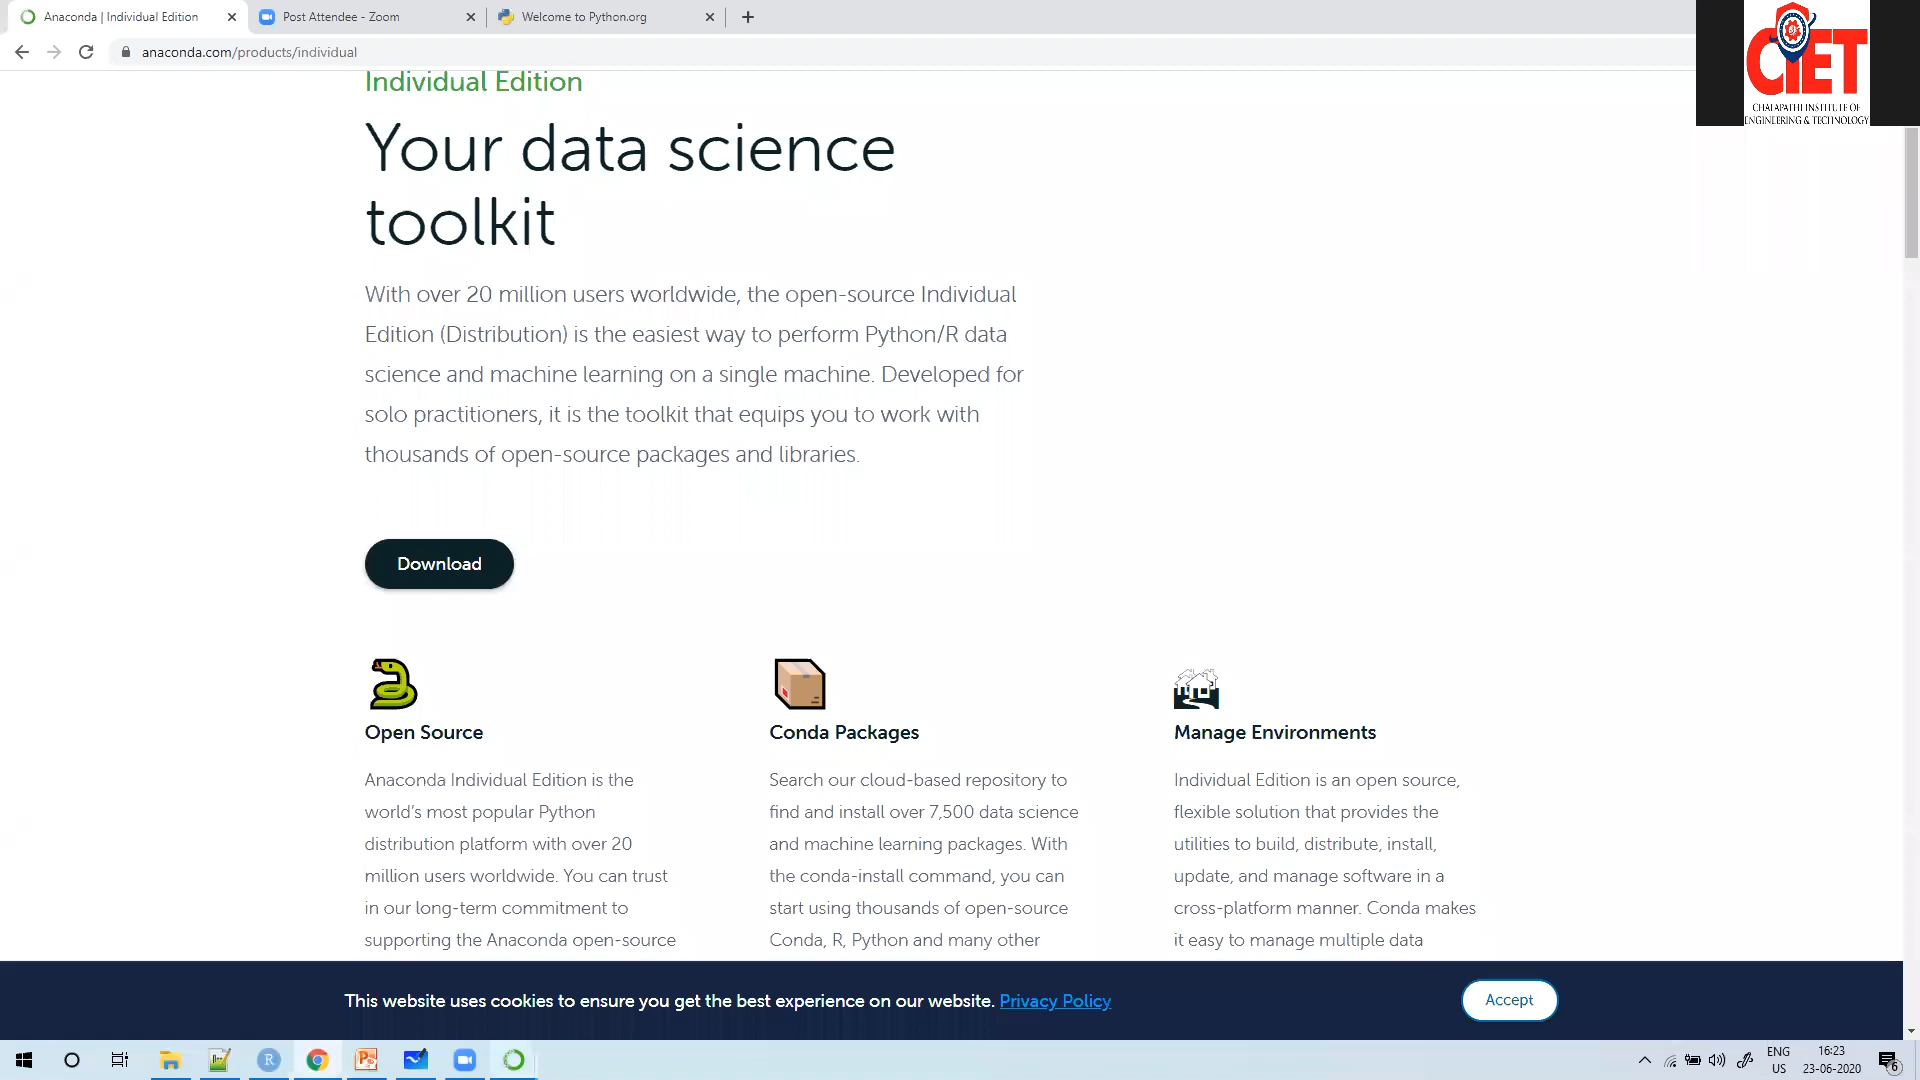 Anaconda | Individual Edition
Post Attendee - Zoom
Welcome to Python.org
anaconda.com/products/individual
CIET
CHALAPATHI INSTITUTE OF
ENGINEERING & TECHNOLOGY
Individual Edition
Your data science
toolkit
With over 20 million users worldwide, the open-source Individual
Edition (Distribution) is the easiest way to perform Python/R data
science and machine learning on a single machine. Developed for
solo practitioners, it is the toolkit that equips you to work with
thousands of open-source packages and libraries.
Download
Open Source
Anaconda Individual Edition is the
world's most popular Python
distribution platform with over 20
million users worldwide. You can trust
in our long-term commitment to
supporting the Anaconda open-source
Conda Packages
Search our cloud-based repository to
find and install over 7,500 data science
and machine learning packages. With
the conda-install command, you can
start using thousands of open-source
Conda, R, Python and many other
Manage Environments
Individual Edition is an open source,
flexible solution that provides the
utilities to build, distribute, install,
update, and manage software in a
cross-platform manner. Conda makes
it easy to manage multiple data
This website uses cookies to ensure you get the best experience on our website. Privacy Policy
Accept
ENG
US
16:23
23-06-2020
6